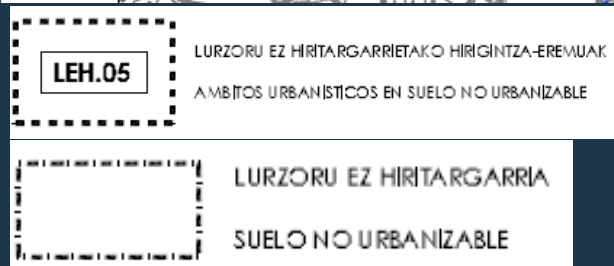 LEH.05
LURZORU EZ HIRITARGARRIETAKO HIRIGINTZA-EREMUAK
AMBITOS URBANISTICOS EN SUELO NO URBANIZABLE
LURZORU EZ HIRITARGARRIA
SUELO NO URBANIZABLE